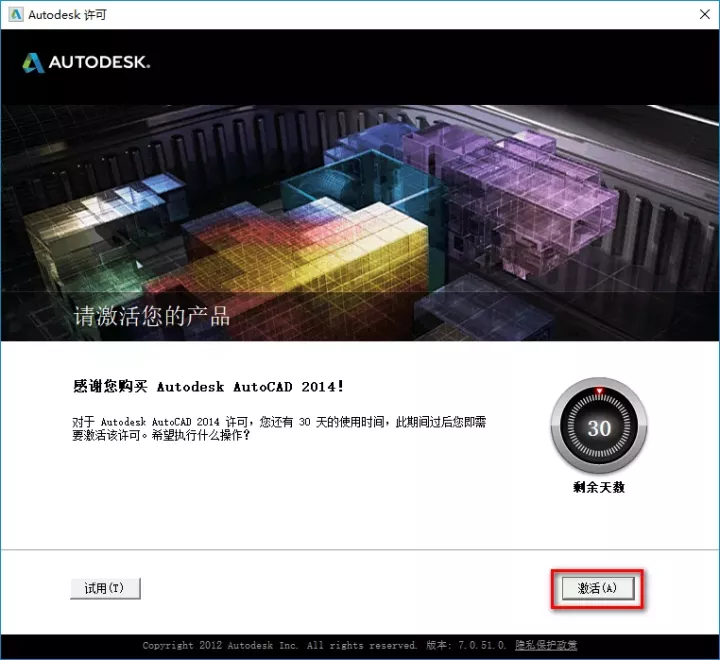 Autodesk 许可
AUTODESK.
请激活您的产品
感谢您购买 Autodesk AutoCAD 2014!
对于 Autodesk AutoCAD 2014 许可，您还有 30 天的使用时间，此期间过后您即需
要激活该许可。希望执行什么操作?
30
剩余天数
试用(T)
激活(A)
Copyright 2012 Autodesk Inc. All rights reserved. 版本: 7.0.51.0. 隐私保护政策